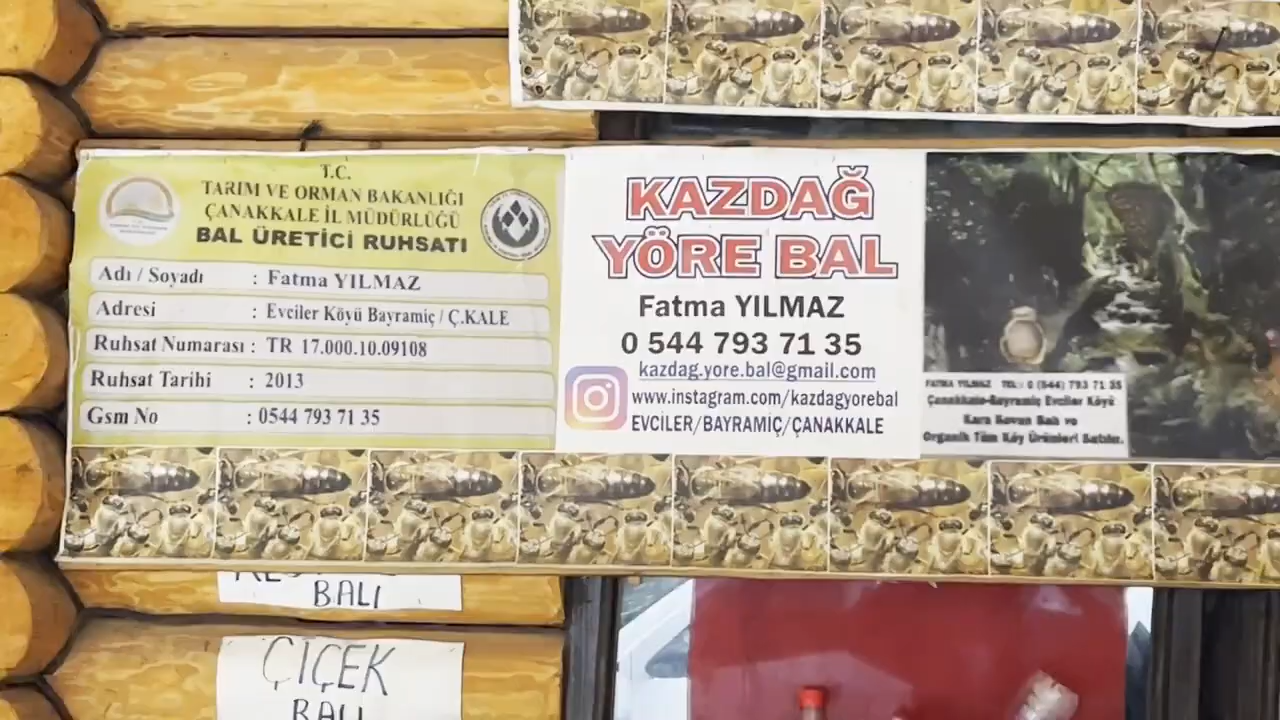 T.C.
TARIM VE ORMAN BAKANLIĞI
ÇANAKKALE İL MÜDÜRLÜĞÜ
BAL ÜRETİCİ RUHSATI
Adı / Soyadı : Fatma YILMAZ
Adresi : Evciler Köyü Bayramiç / Ç.KALE
Ruhsat Numarası : TR 17.000.10.09108
Ruhsat Tarihi : 2013
Gsm No : 0544 793 71 35
KAZDAĞ
YÖRE BAL
Fatma YILMAZ
0 544 793 71 35
kazdag.yore.bal@gmail.com
www.instagram.com/kazdagyorebal
EVCİLER/BAYRAMİÇ/ÇANAKKALE
FATMA YILMAZ TEL: 0 (544) 793 71 35
Çanakkale-Bayramiç Evciler Köyü
Kara Kovan Balı ve
Organik Tüm Köy Ürünleri Satılır.
BALI
ÇİÇEK
BALI